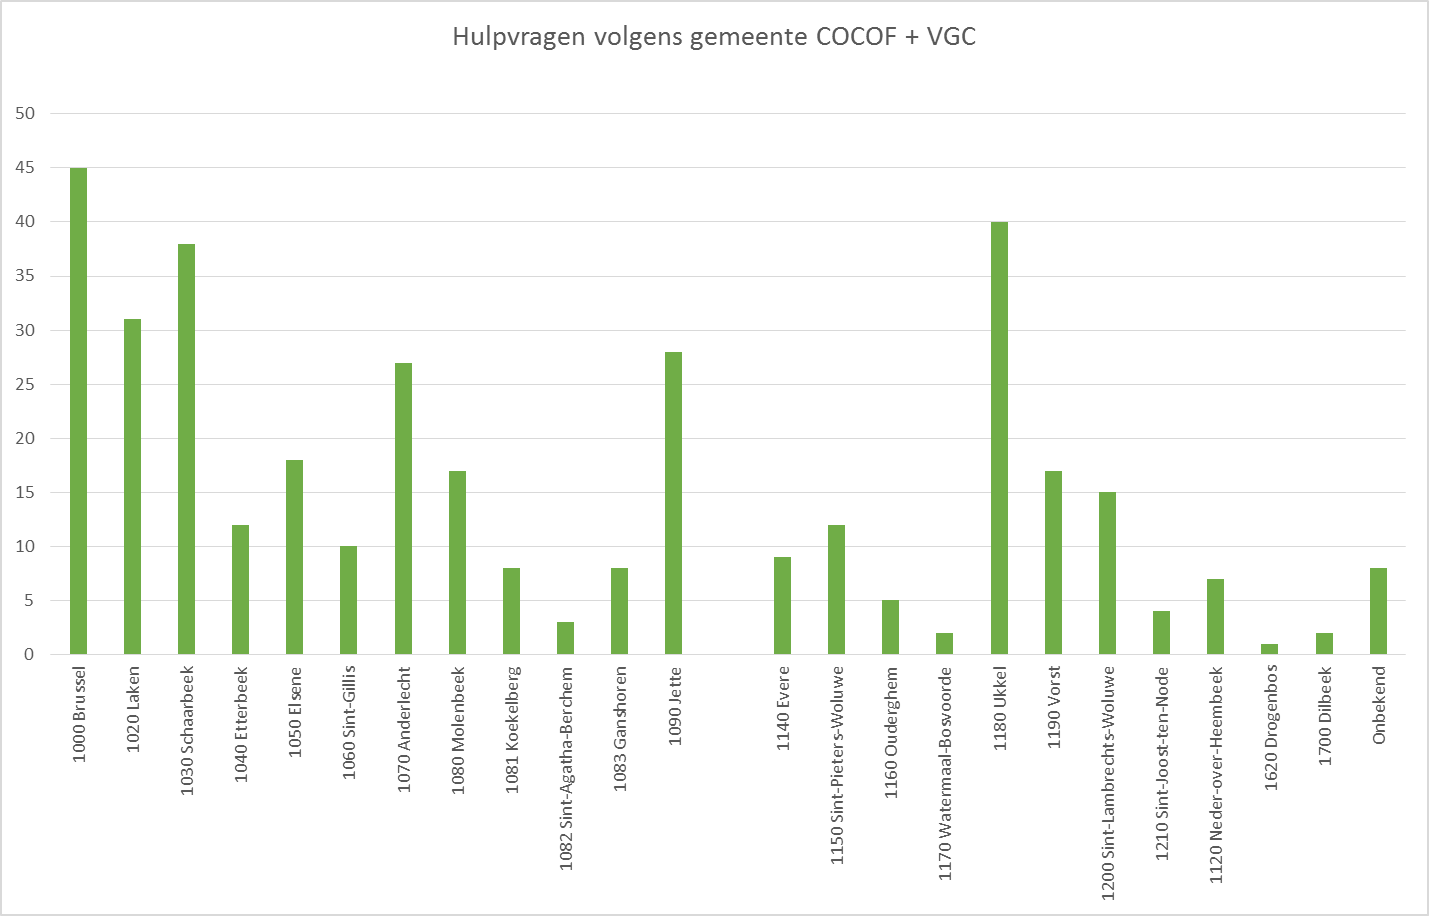 Hulpvragen volgens gemeente COCOF + VGC
50
45
40
35
30
25
20
15
10
5
0
1000 Brussel
1020 Laken
1030 Schaarbeek
1040 Etterbeek
1050 Elsene
1060 Sint-Gillis
1070 Anderlecht
1080 Molenbeek
1081 Koekelberg
1082 Sint-Agatha-Berchem
1083 Ganshoren
1090 Jette
1140 Evere
1150 Sint-Pieters-Woluwe
1160 Ouderghem
1170 Watermaal-Bosvoorde
1180 Ukkel
1190 Vorst
1200 Sint-Lambrechts-Woluwe
1210 Sint-Joost-ten-Node
1120 Neder-over-Heembeek
1620 Drogenbos
1700 Dilbeek
Onbekend